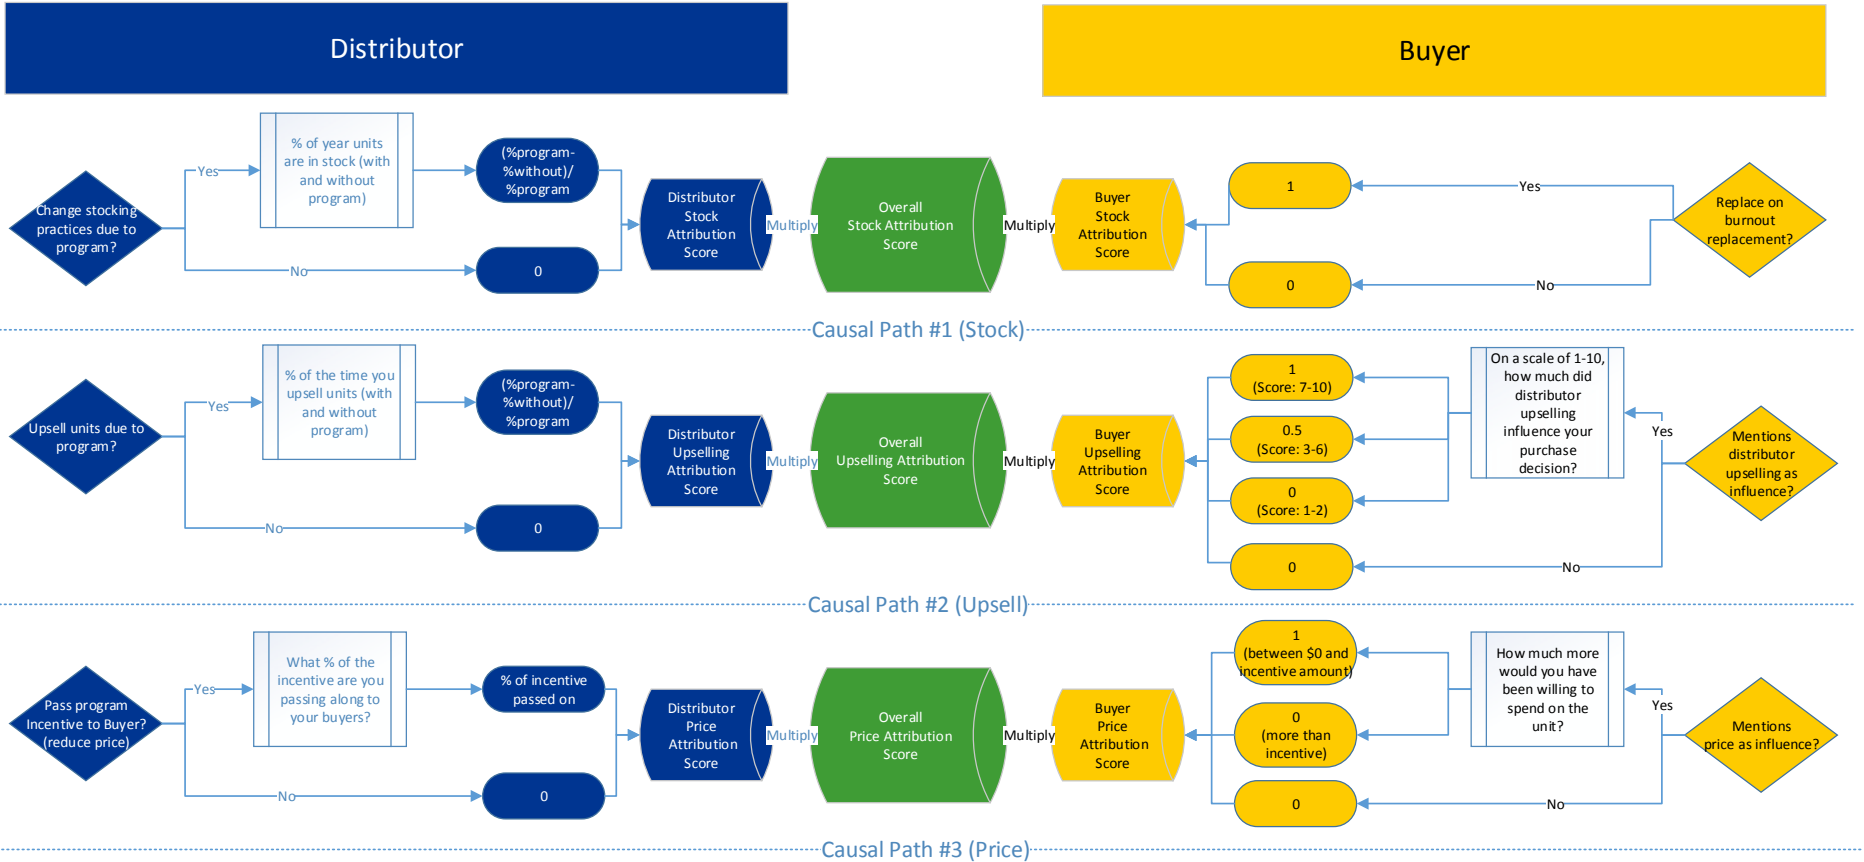 Distributor
Buyer
Change stocking
practices due to
program?
Yes
No
% of year units
are in stock (with
and without
program)
(%program-
%without)/
%program
0
Distributor
Stock
Attribution
Score
Multiply
Overall
Stock Attribution
Score
Multiply
Buyer
Stock
Attribution
Score
1
0
Yes
No
Replace on
burnout
replacement?
Causal Path #1 (Stock)
Upsell units due to
program?
Yes
No
% of the time you
upsell units (with
and without
program)
(%program-
%without)/
%program
0
Distributor
Upselling
Attribution
Score
Multiply
Overall
Upselling Attribution
Score
Multiply
Buyer
Upselling
Attribution
Score
1
(Score: 7-10)
0.5
(Score: 3-6)
0
(Score: 1-2)
0
On a scale of 1-10,
how much did
distributor
upselling
influence your
purchase
decision?
Yes
No
Mentions
distributor
upselling as
influence?
Causal Path #2 (Upsell)
Pass program
Incentive to Buyer?
(reduce price)
Yes
No
What % of the
incentive are you
passing along to
your buyers?
% of incentive
passed on
0
Distributor
Price
Attribution
Score
Multiply
Overall
Price Attribution
Score
Multiply
Buyer
Price
Attribution
Score
1
(between $0 and
incentive amount)
0
(more than
incentive)
0
How much more
would you have
been willing to
spend on the
unit?
Yes
No
Mentions
price as influence?
Causal Path #3 (Price)